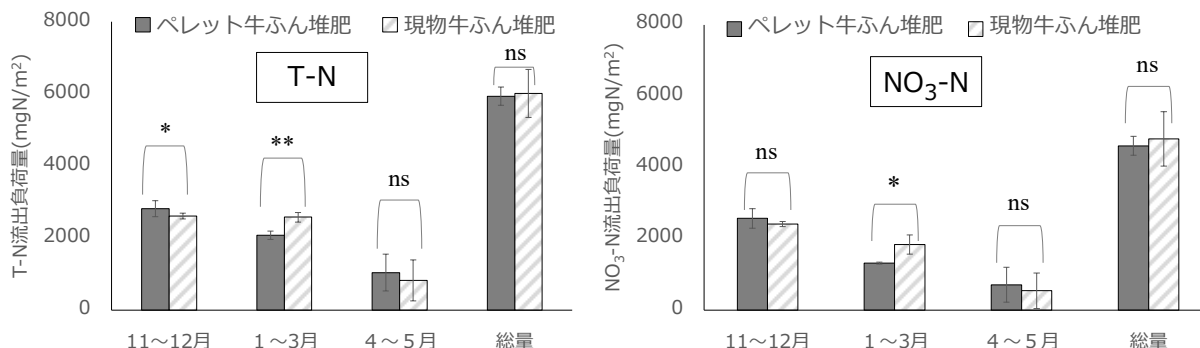 8000
6000
4000
2000
0
T-N流出負荷量(mgN/m²)
ペレット牛ふん堆肥 現物牛ふん堆肥
T-N
*
**
ns
ns
11～12月 1～3月 4～5月 総量
8000
6000
4000
2000
0
NO₃-N流出負荷量(mgN/m²)
ペレット牛ふん堆肥 現物牛ふん堆肥
NO₃-N
ns
*
ns
ns
11～12月 1～3月 4～5月 総量